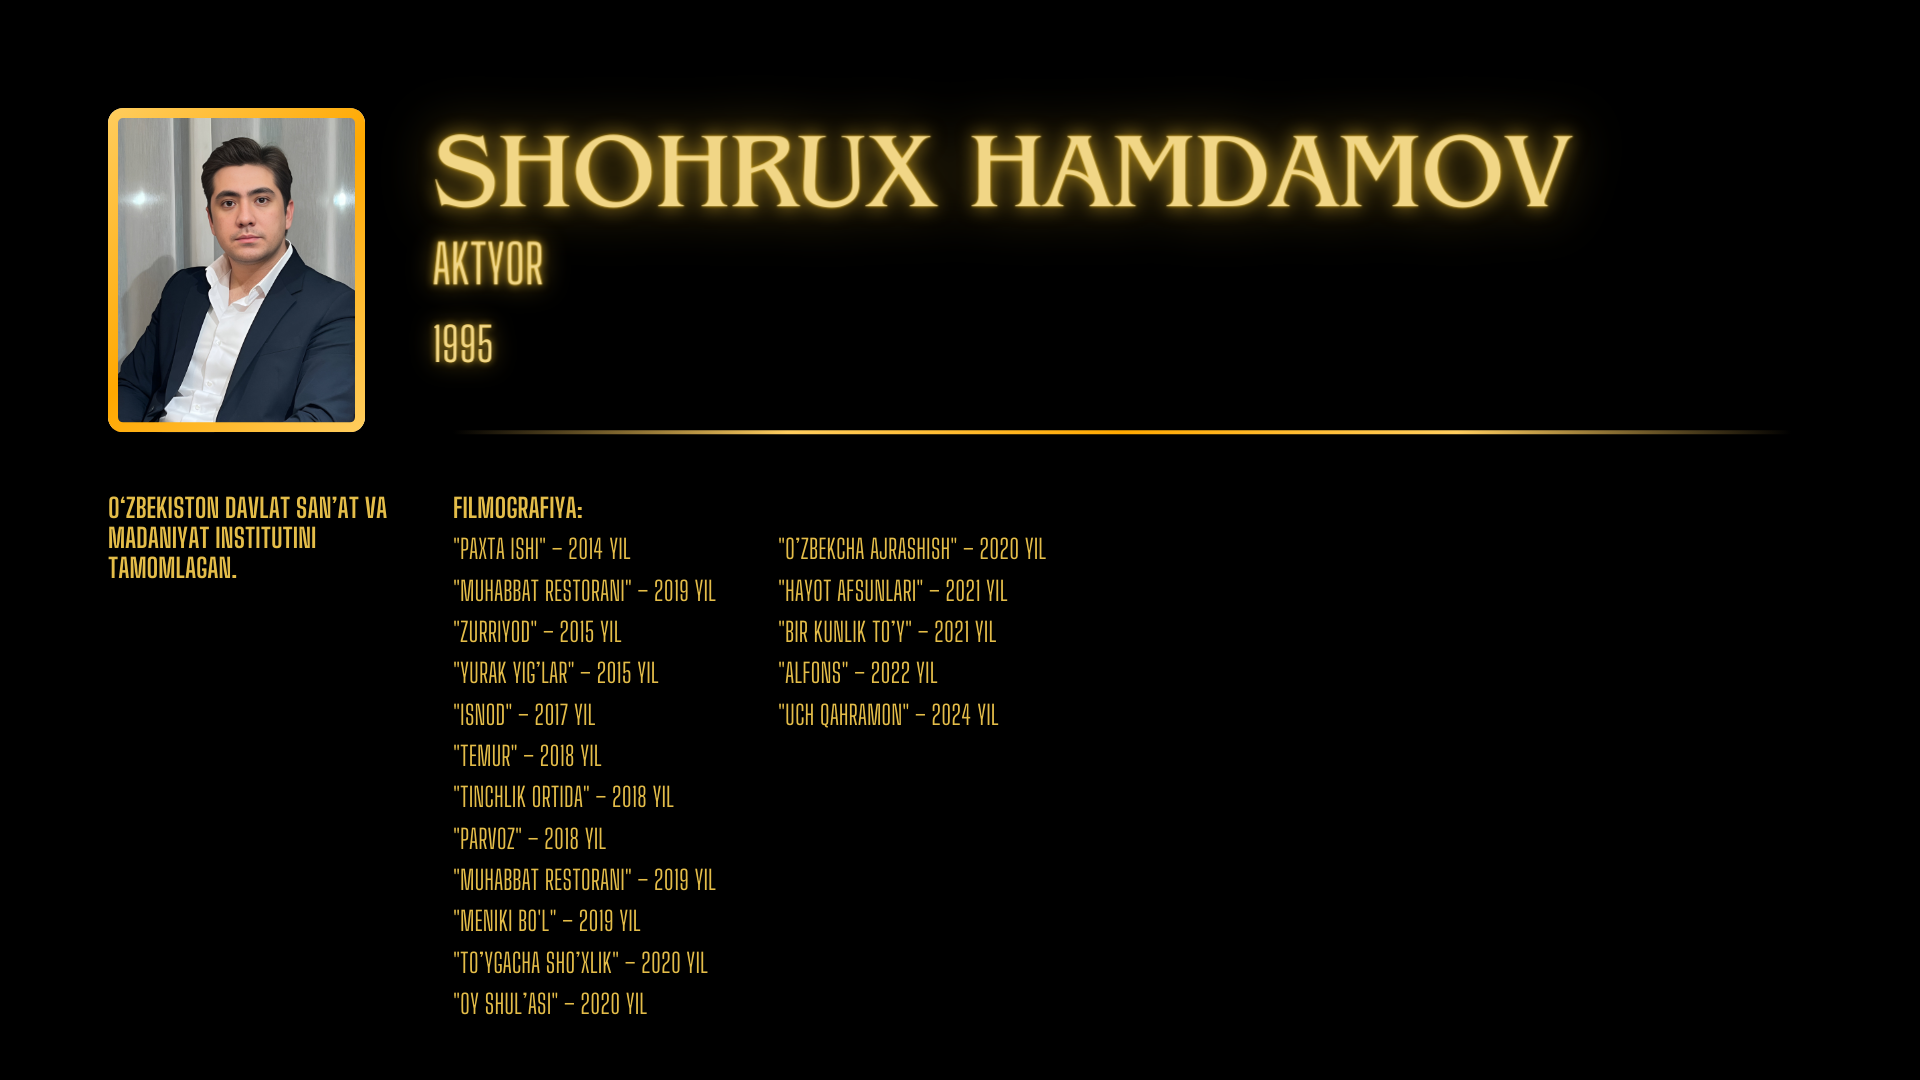 SHOHRUX HAMDAMOV
AKTYOR
1995
O‘ZBEKISTON DAVLAT SAN’AT VA
MADANIYAT INSTITUTINI
TAMOMLAGAN.
FILMOGRAFIYA:
"PAXTA ISHI" – 2014 YIL
"MUHABBAT RESTORANI" – 2019 YIL
"ZURRIYOD" – 2015 YIL
"YURAK YIG’LAR" – 2015 YIL
"ISNOD" – 2017 YIL
"TEMUR" – 2018 YIL
"TINCHLIK ORTIDA" – 2018 YIL
"PARVOZ" – 2018 YIL
"MUHABBAT RESTORANI" – 2019 YIL
"MENIKI BO'L" – 2019 YIL
"TO’YGACHA SHO’XLIK" – 2020 YIL
"OY SHUL’ASI" – 2020 YIL
"O’ZBEKCHA AJRASHISH" – 2020 YIL
"HAYOT AFSUNLARI" – 2021 YIL
"BIR KUNLIK TO’Y" – 2021 YIL
"ALFONS" – 2022 YIL
"UCH QAHRAMON" – 2024 YIL